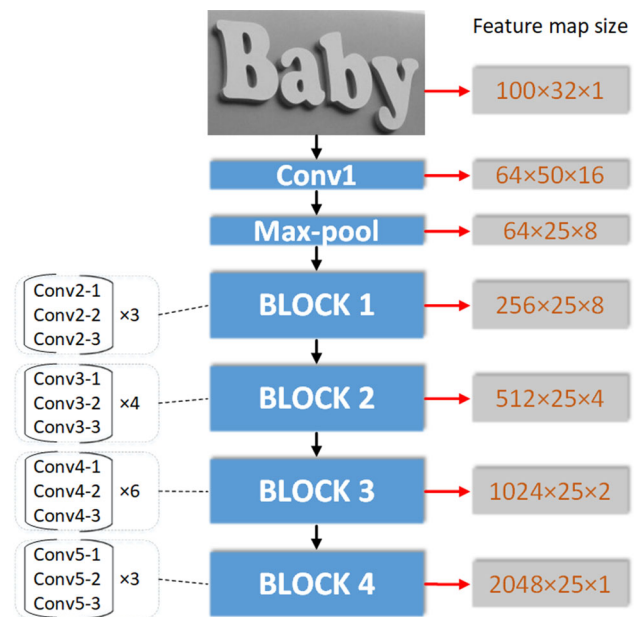 Feature map size
Baby
100×32×1
Conv1
64×50×16
Max-pool
64×25×8
Conv2-1
Conv2-2
Conv2-3
×3
BLOCK 1
256×25×8
Conv3-1
Conv3-2
Conv3-3
×4
BLOCK 2
512×25×4
Conv4-1
Conv4-2
Conv4-3
×6
BLOCK 3
1024×25×2
Conv5-1
Conv5-2
Conv5-3
×3
BLOCK 4
2048×25×1